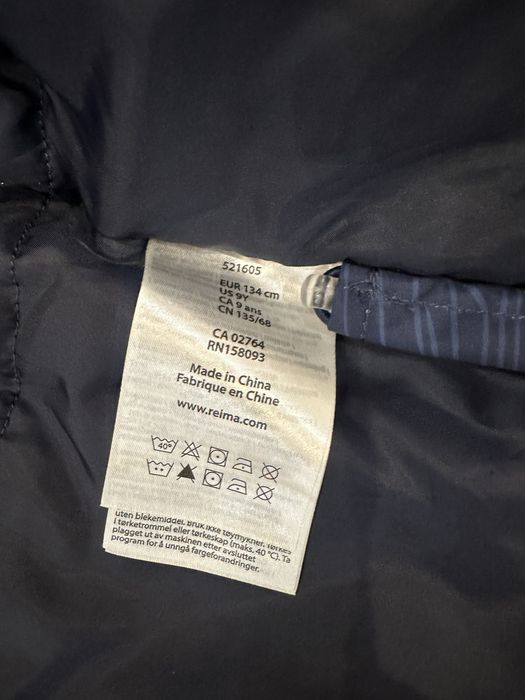 521605
EUR 134 cm
US 9Y
CA 9 ans
CN 135/68
CA 02764
RN158093
Made in China
Fabrique en Chine
www.reima.com
40°
uten blekemiddel. Bruk ikke tøymykner. Tørkes
i tørketrommel eller tørkeskap (maks. 40 °C). Ta
plagget ut av maskinen etter avsluttet
program for å unngå fargeforandringer.